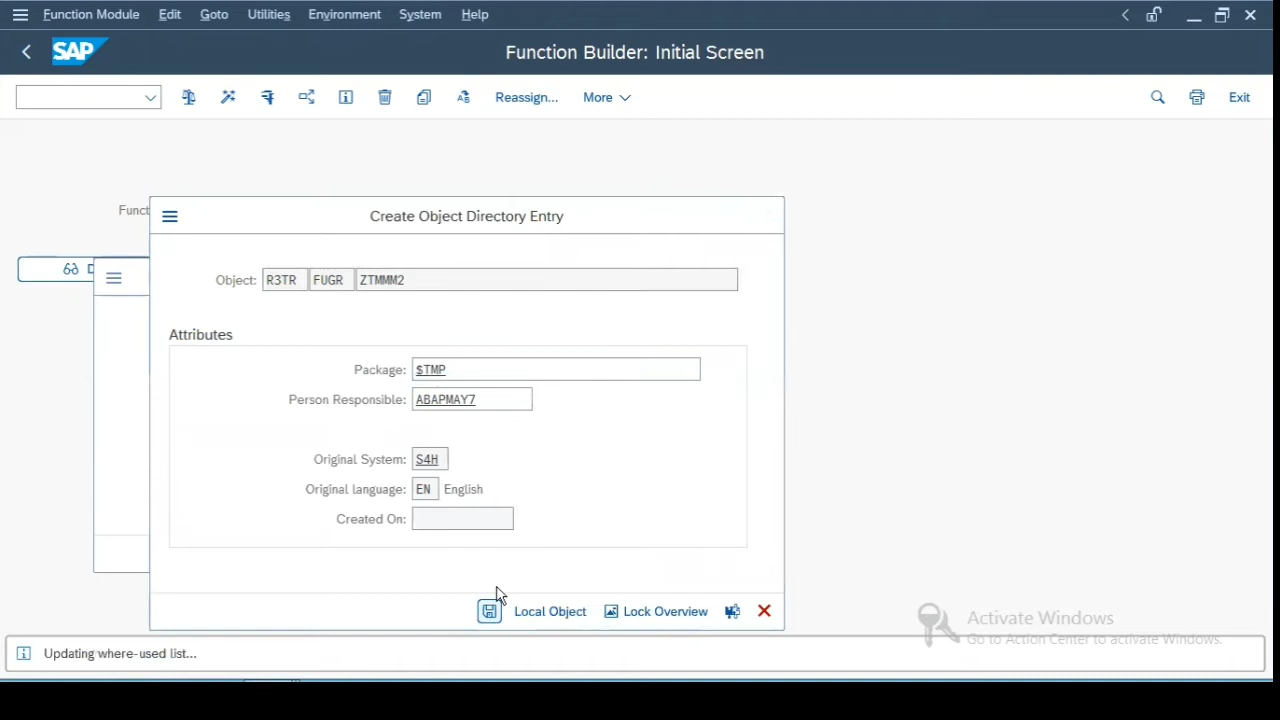 Function Module Edit Goto Utilities Environment System Help
SAP Function Builder: Initial Screen
Reassign... More Exit
Funct
Create Object Directory Entry
Object: R3TR FUGR ZTMMM2
Attributes
Package: $TMP
Person Responsible: ABAPMAY7
Original System: S4H
Original language: EN English
Created On:
Local Object Lock Overview
Activate Windows
Go to Action Center to activate Windows.
Updating where-used list...